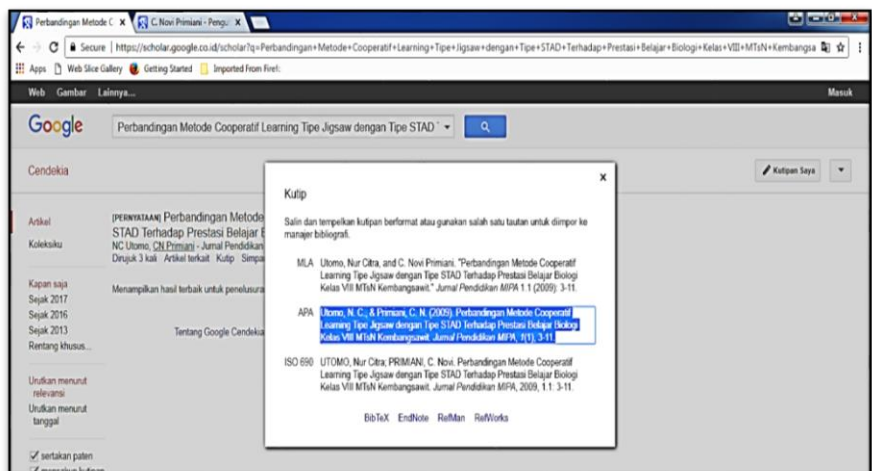 Perbandingan Metode C x
C. Novi Primiani - Pengu x
Secure | https://scholar.google.co.id/scholar?q=Perbandingan+Metode+Cooperatif+Learning+Tipe+Jigsaw+dengan+Tipe+STAD+Terhadap+Prestasi+Belajar+Biologi+Kelas+VIII+MTsN+Kembangsa
Apps Web Slice Gallery Getting Started Imported From Firef:
Web Gambar Lainnya... Masuk
Google Perbandingan Metode Cooperatif Learning Tipe Jigsaw dengan Tipe STAD
Cendekia Kutipan Saya
Artikel
Koleksiku
Kapan saja
Sejak 2017
Sejak 2016
Sejak 2013
Rentang khusus...
Urutkan menurut
relevansi
Urutkan menurut
tanggal
sertakan paten
[PERNYATAAN] Perbandingan Metode
STAD Terhadap Prestasi Belajar
NC Utomo, CN Primiani - Jurnal Pendidikan
Dirujuk 3 kali Artikel terkait Kutip Simpa
Menampilkan hasil terbaik untuk penelusura
Tentang Google Cendekia
x
Kutip
Salin dan tempelkan kutipan berformat atau gunakan salah satu tautan untuk diimpor ke
manajer bibliografi.
MLA Utomo, Nur Citra, and C. Novi Primiani. "Perbandingan Metode Cooperatif
Learning Tipe Jigsaw dengan Tipe STAD Terhadap Prestasi Belajar Biologi
Kelas VIII MTsN Kembangsawit." Jurnal Pendidikan MIPA 1.1 (2009): 3-11.
APA Utomo, N. C., & Primiani, C. N. (2009). Perbandingan Metode Cooperatif
Learning Tipe Jigsaw dengan Tipe STAD Terhadap Prestasi Belajar Biologi
Kelas VIII MTsN Kembangsawit. Jurnal Pendidikan MIPA, 1(1), 3-11.
ISO 690 UTOMO, Nur Citra; PRIMIANI, C. Novi. Perbandingan Metode Cooperatif
Learning Tipe Jigsaw dengan Tipe STAD Terhadap Prestasi Belajar Biologi
Kelas VIII MTsN Kembangsawit. Jurnal Pendidikan MIPA, 2009, 1.1: 3-11.
BibTeX EndNote RefMan RefWorks